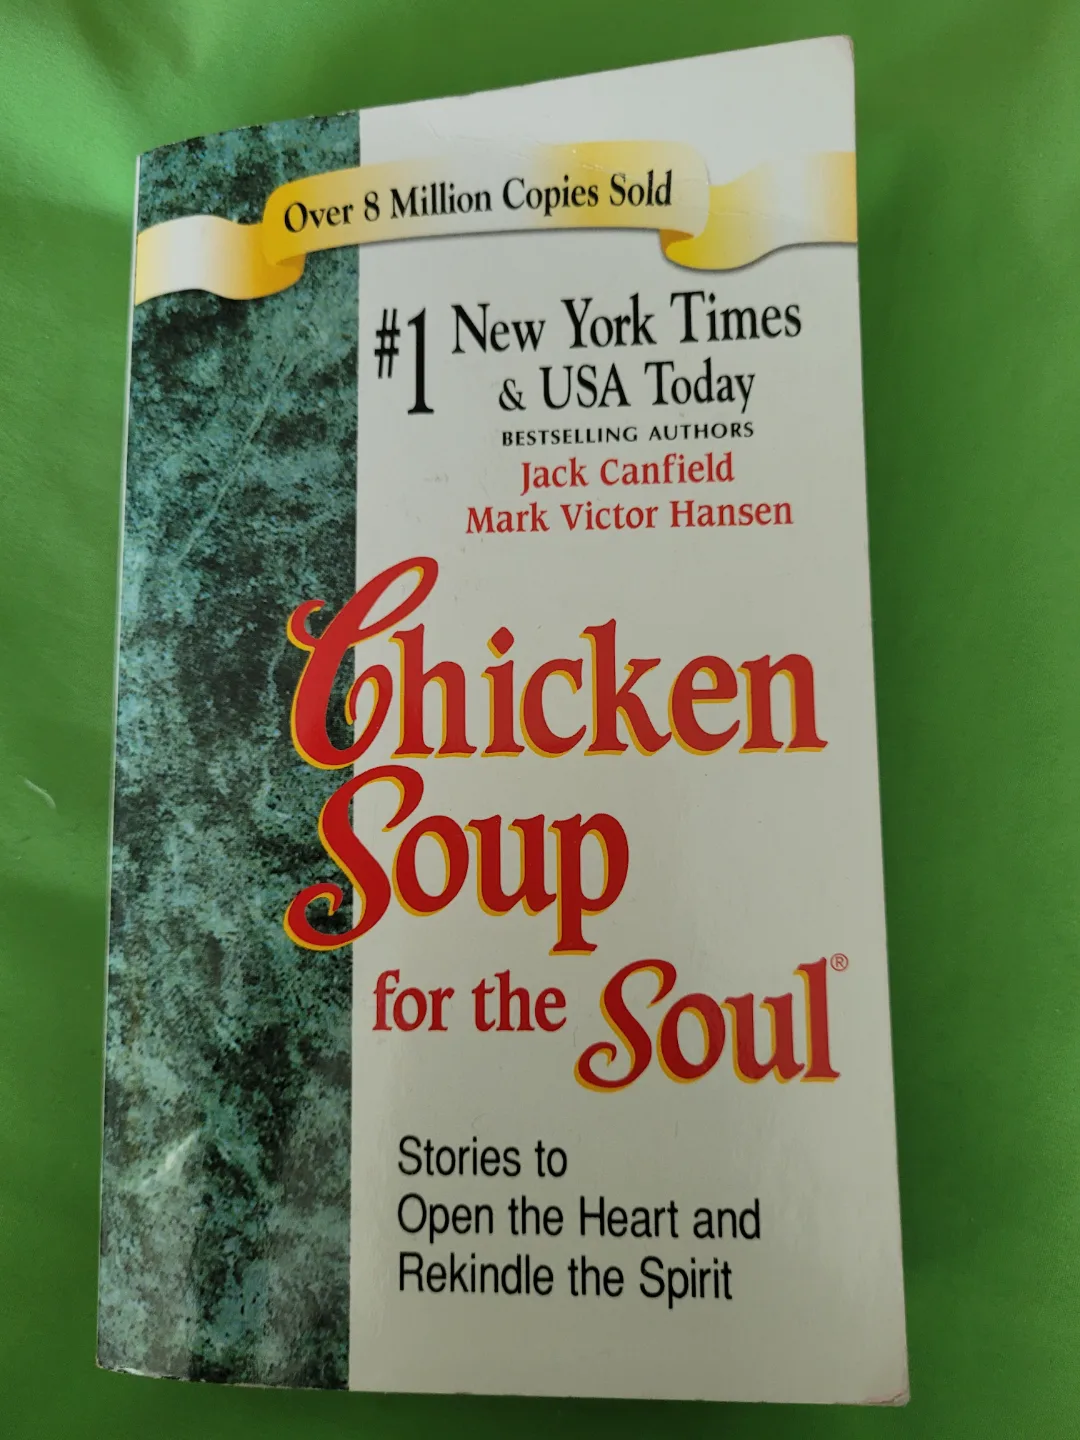 Over 8 Million Copies Sold
#1 New York Times
& USA Today
BESTSELLING AUTHORS
Jack Canfield
Mark Victor Hansen
Chicken
Soup
for the Soul®
Stories to
Open the Heart and
Rekindle the Spirit